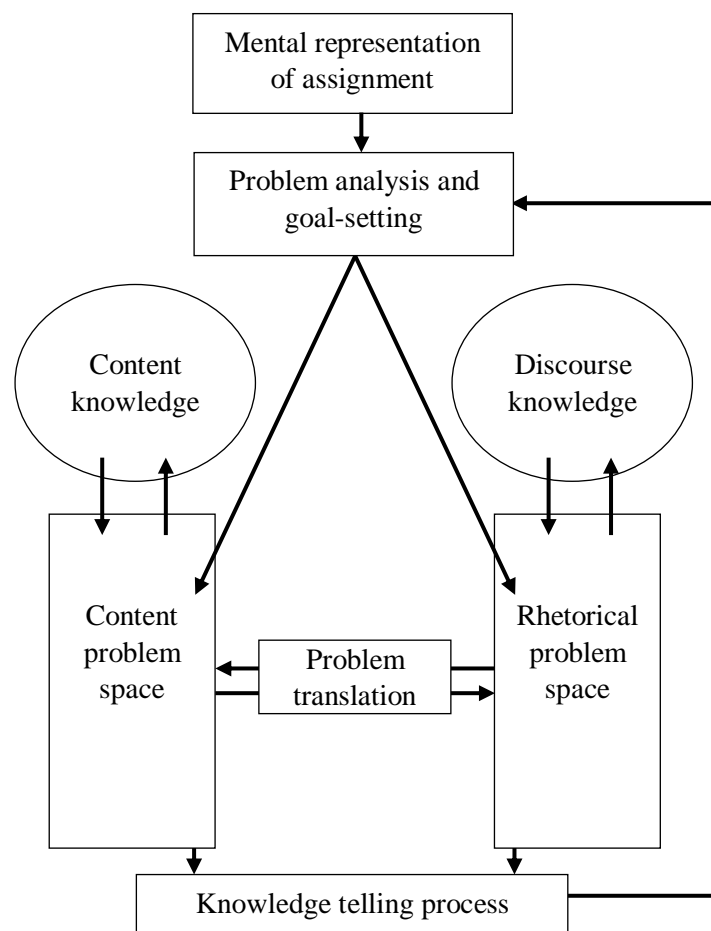 Mental representation
of assignment
Problem analysis and
goal-setting
Content
knowledge
Discourse
knowledge
Content
problem
space
Problem
translation
Rhetorical
problem
space
Knowledge telling process